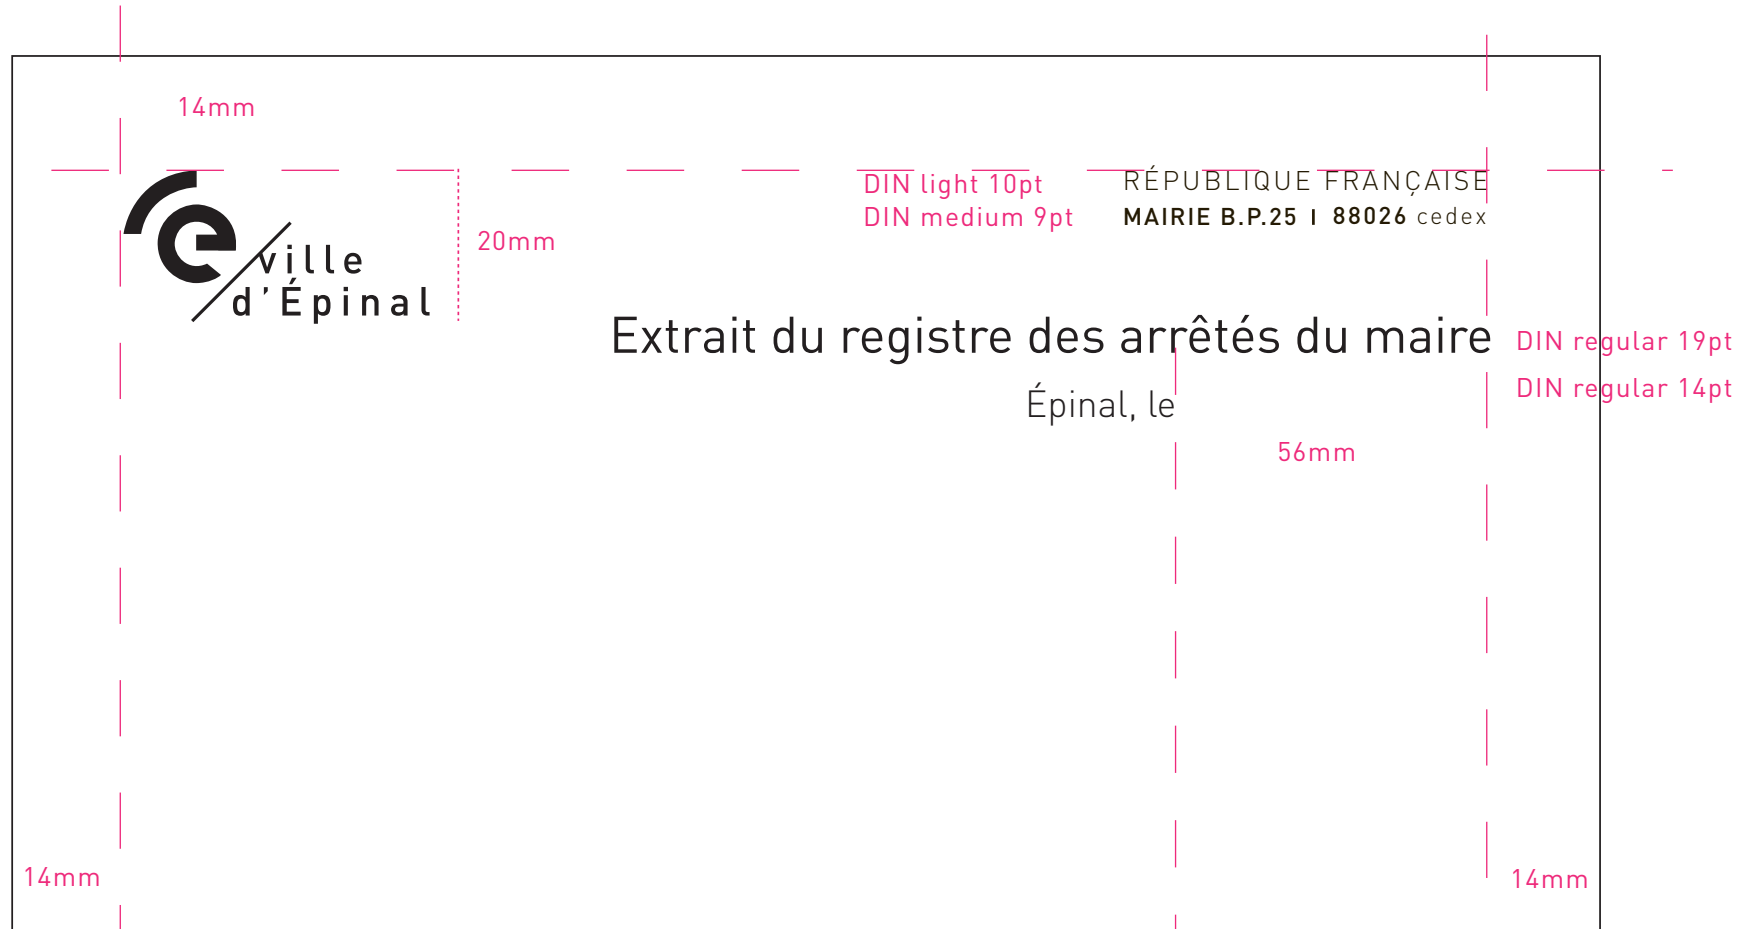 14mm
DIN light 10pt
RÉPUBLIQUE FRANÇAISE
DIN medium 9pt
MAIRIE B.P.25 I 88026 cedex
20mm
ville
d'Épinal
Extrait du registre des arrêtés du maire
DIN regular 19pt
Épinal, le
DIN regular 14pt
56mm
14mm
14mm